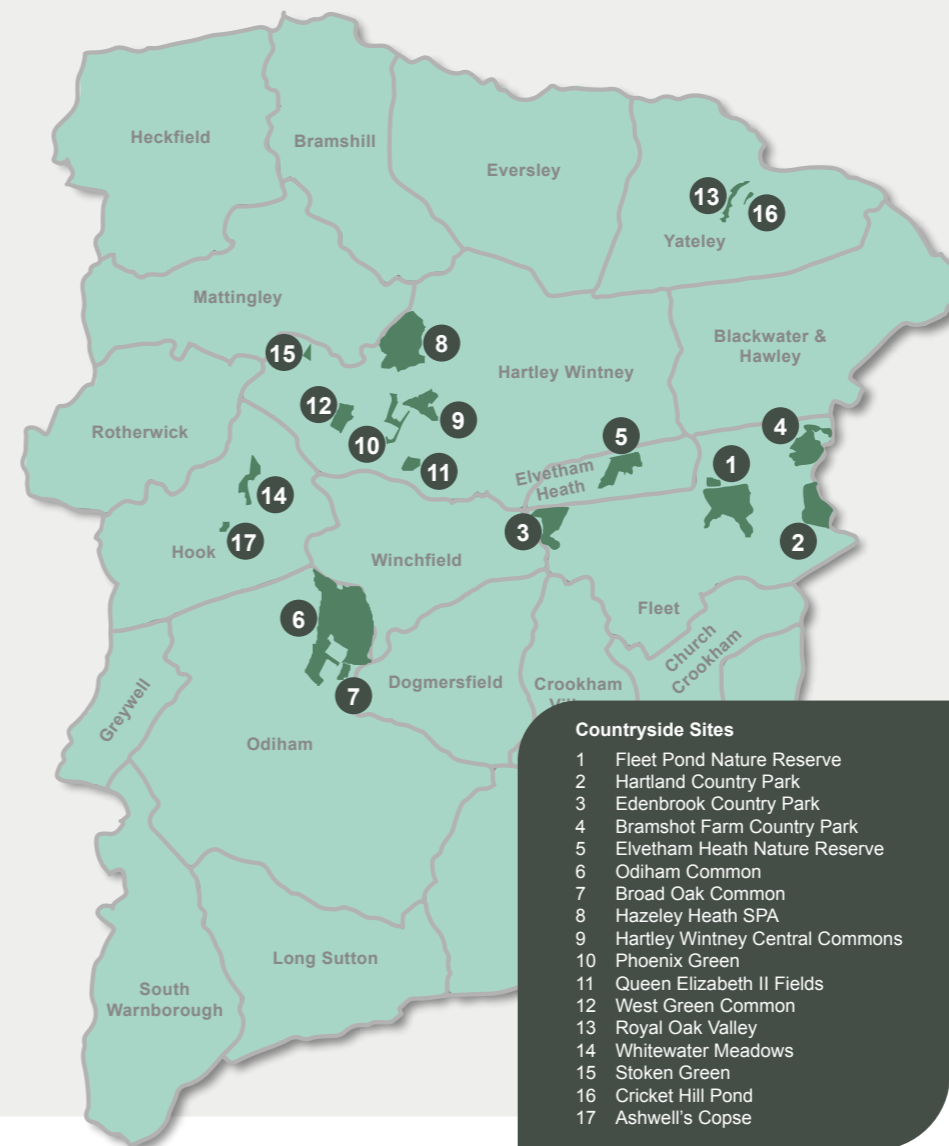 Heckfield
Bramshill
Eversley
13
16
Yateley
Mattingley
8
15
Blackwater &
Hawley
Hartley Wintney
12
9
10
Rotherwick
4
5
1
11
Elvetham
Heath
14
3
2
17
Hook
Winchfield
6
Fleet
Church
Crookham
7
Dogmersfield
Crookham
Greywell
Odiham
Long Sutton
South
Warnborough
Countryside Sites
1 Fleet Pond Nature Reserve
2 Hartland Country Park
3 Edenbrook Country Park
4 Bramshot Farm Country Park
5 Elvetham Heath Nature Reserve
6 Odiham Common
7 Broad Oak Common
8 Hazeley Heath SPA
9 Hartley Wintney Central Commons
10 Phoenix Green
11 Queen Elizabeth II Fields
12 West Green Common
13 Royal Oak Valley
14 Whitewater Meadows
15 Stoken Green
16 Cricket Hill Pond
17 Ashwell's Copse